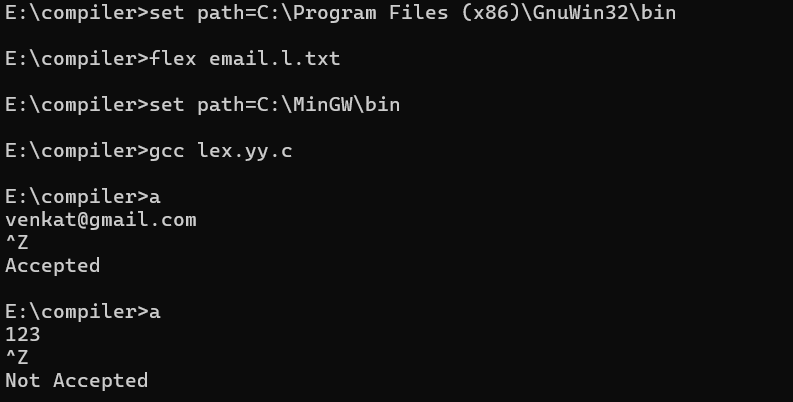 E:\compiler>set path=C:\Program Files (x86)\GnuWin32\bin
E:\compiler>flex email.l.txt
E:\compiler>set path=C:\MinGW\bin
E:\compiler>gcc lex.yy.c
E:\compiler>a
venkat@gmail.com
^Z
Accepted
E:\compiler>a
123
^Z
Not Accepted